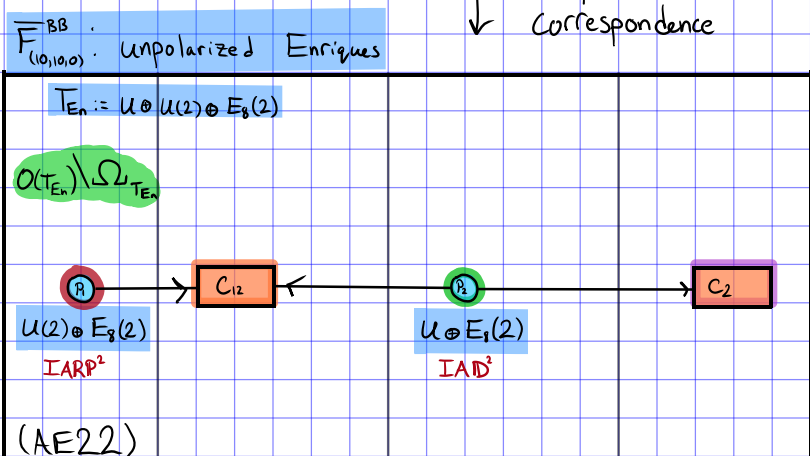 F̅^BB_(10,10,0): unpolarized Enriques
correspondence
T_En := U ⊕ U(2) ⊕ E_8(2)
O(T_En)\Ω_T_En
P_1
C_12
P_2
C_2
U(2) ⊕ E_8(2)
U ⊕ E_8(2)
IARP²
IAD²
(AE22)